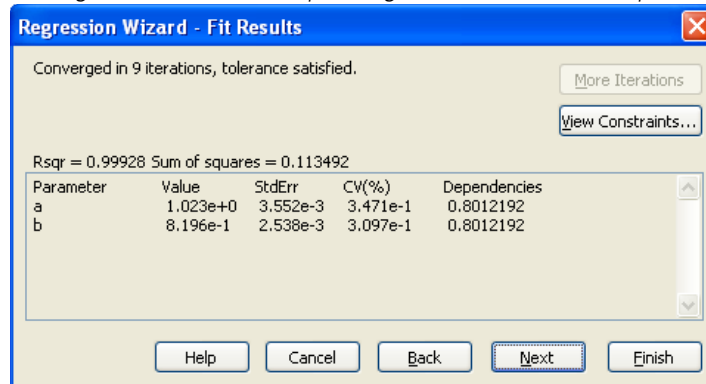 Regression Wizard - Fit Results
Converged in 9 iterations, tolerance satisfied.
More Iterations
View Constraints...
Rsqr = 0.99928 Sum of squares = 0.113492
Parameter Value StdErr CV(%) Dependencies
a 1.023e+0 3.552e-3 3.471e-1 0.8012192
b 8.196e-1 2.538e-3 3.097e-1 0.8012192
Help Cancel Back Next Finish